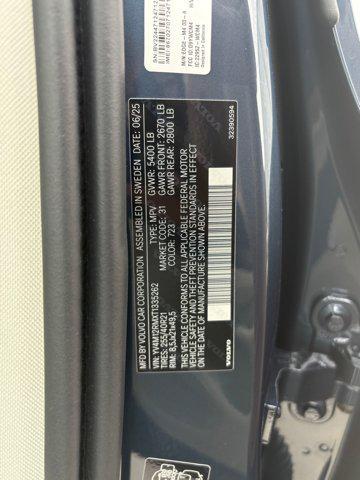 MFD BY: VOLVO CAR CORPORATION, ASSEMBLED IN SWEDEN DATE: 06/25
GVWR: 5400 LB
GAWR FRONT: 2670 LB
GAWR REAR: 2800 LB
VIN: YV4M12RMXT1335262 TYPE: MPV
TIRES: 255/40R21 MARKET CODE: 31
RIM: 8,5Jx21x49,5 COLOR: 723
THIS VEHICLE CONFORMS TO ALL APPLICABLE FEDERAL MOTOR
VEHICLE SAFETY AND THEFT PREVENTION STANDARDS IN EFFECT
ON THE DATE OF MANUFACTURE SHOWN ABOVE.
VOLVO
32390594